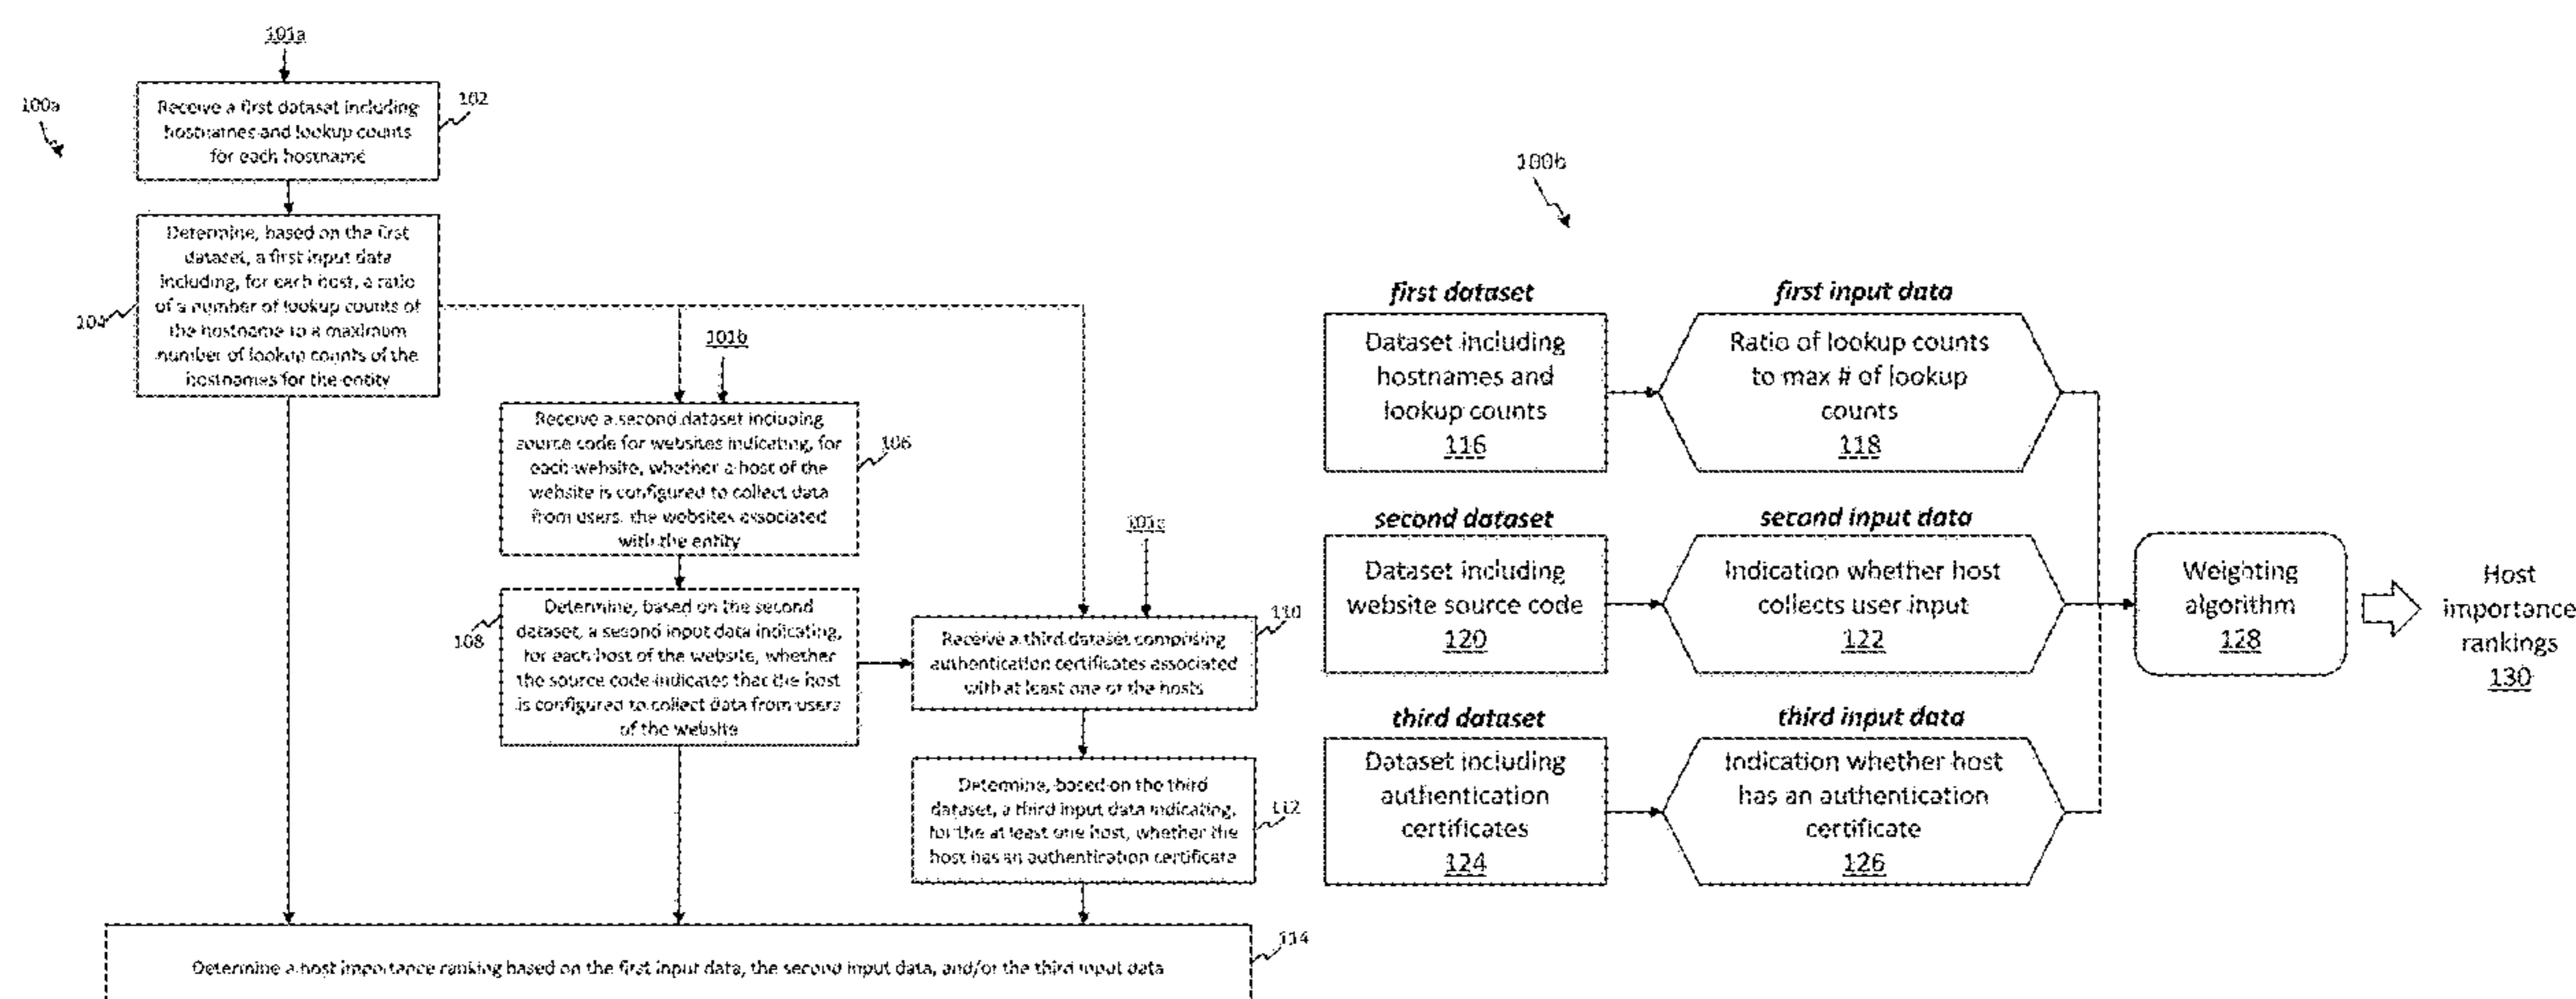 100a
101a
Receive a first dataset including
hostnames and lookup counts
for each hostname
102
Determine, based on the first
dataset, a first input data
including, for each host, a ratio
of a number of lookup counts of
the hostname to a maximum
number of lookup counts of the
hostnames for the entity
104
101b
Receive a second dataset including
source code for websites indicating, for
each website, whether a host of the
website is configured to collect data
from users, the websites associated
with the entity
106
Determine, based on the second
dataset, a second input data indicating,
for each host of the website, whether
the source code indicates that the host
is configured to collect data from users
of the website
108
101c
Receive a third dataset comprising
authentication certificates associated
with at least one of the hosts
110
Determine, based on the third
dataset, a third input data indicating,
for the at least one host, whether the
host has an authentication certificate
112
Determine a host importance ranking based on the first input data, the second input data, and/or the third input data
114
100b
first dataset
Dataset including
hostnames and
lookup counts
116
first input data
Ratio of lookup counts
to max # of lookup
counts
118
second dataset
Dataset including
website source code
120
second input data
Indication whether host
collects user input
122
third dataset
Dataset including
authentication
certificates
124
third input data
Indication whether host
has an authentication
certificate
126
Weighting
algorithm
128
Host
importance
rankings
130